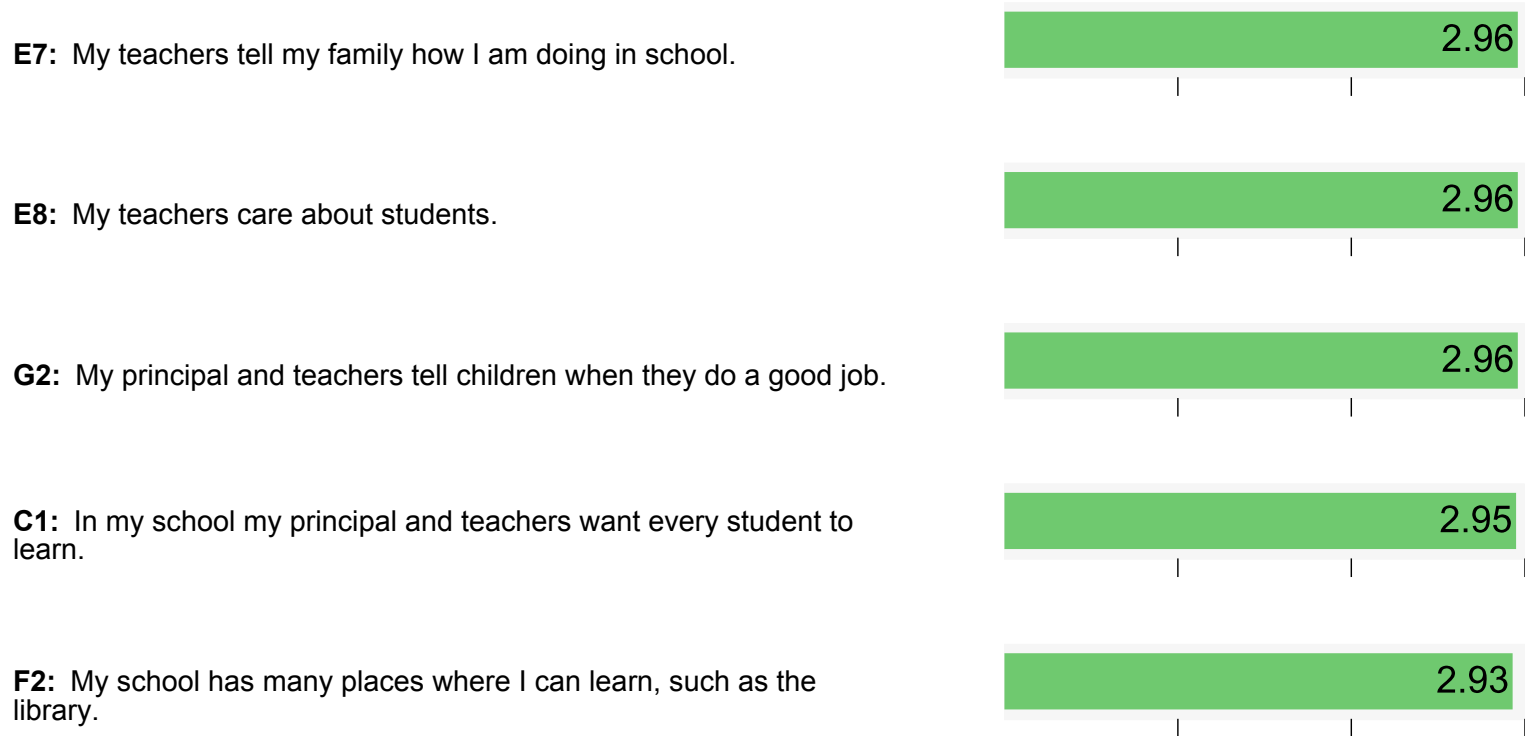 E7: My teachers tell my family how I am doing in school.
2.96
E8: My teachers care about students.
2.96
G2: My principal and teachers tell children when they do a good job.
2.96
C1: In my school my principal and teachers want every student to
learn.
2.95
F2: My school has many places where I can learn, such as the
library.
2.93